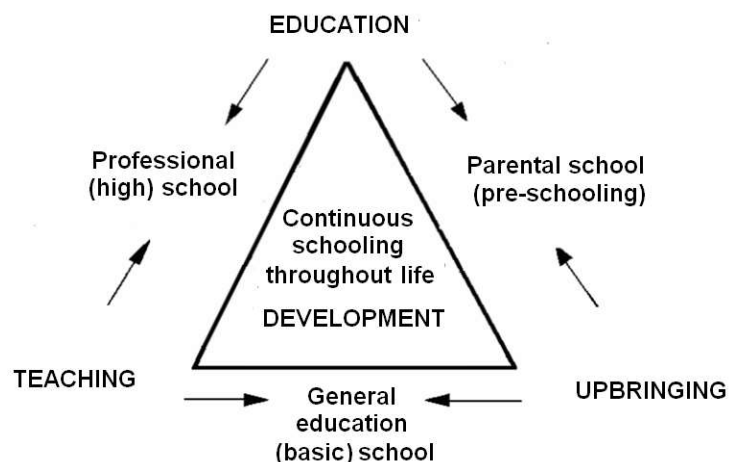 EDUCATION
Professional
(high) school
Parental school
(pre-schooling)
Continuous
schooling
throughout life
DEVELOPMENT
TEACHING
General
education
(basic) school
UPBRINGING